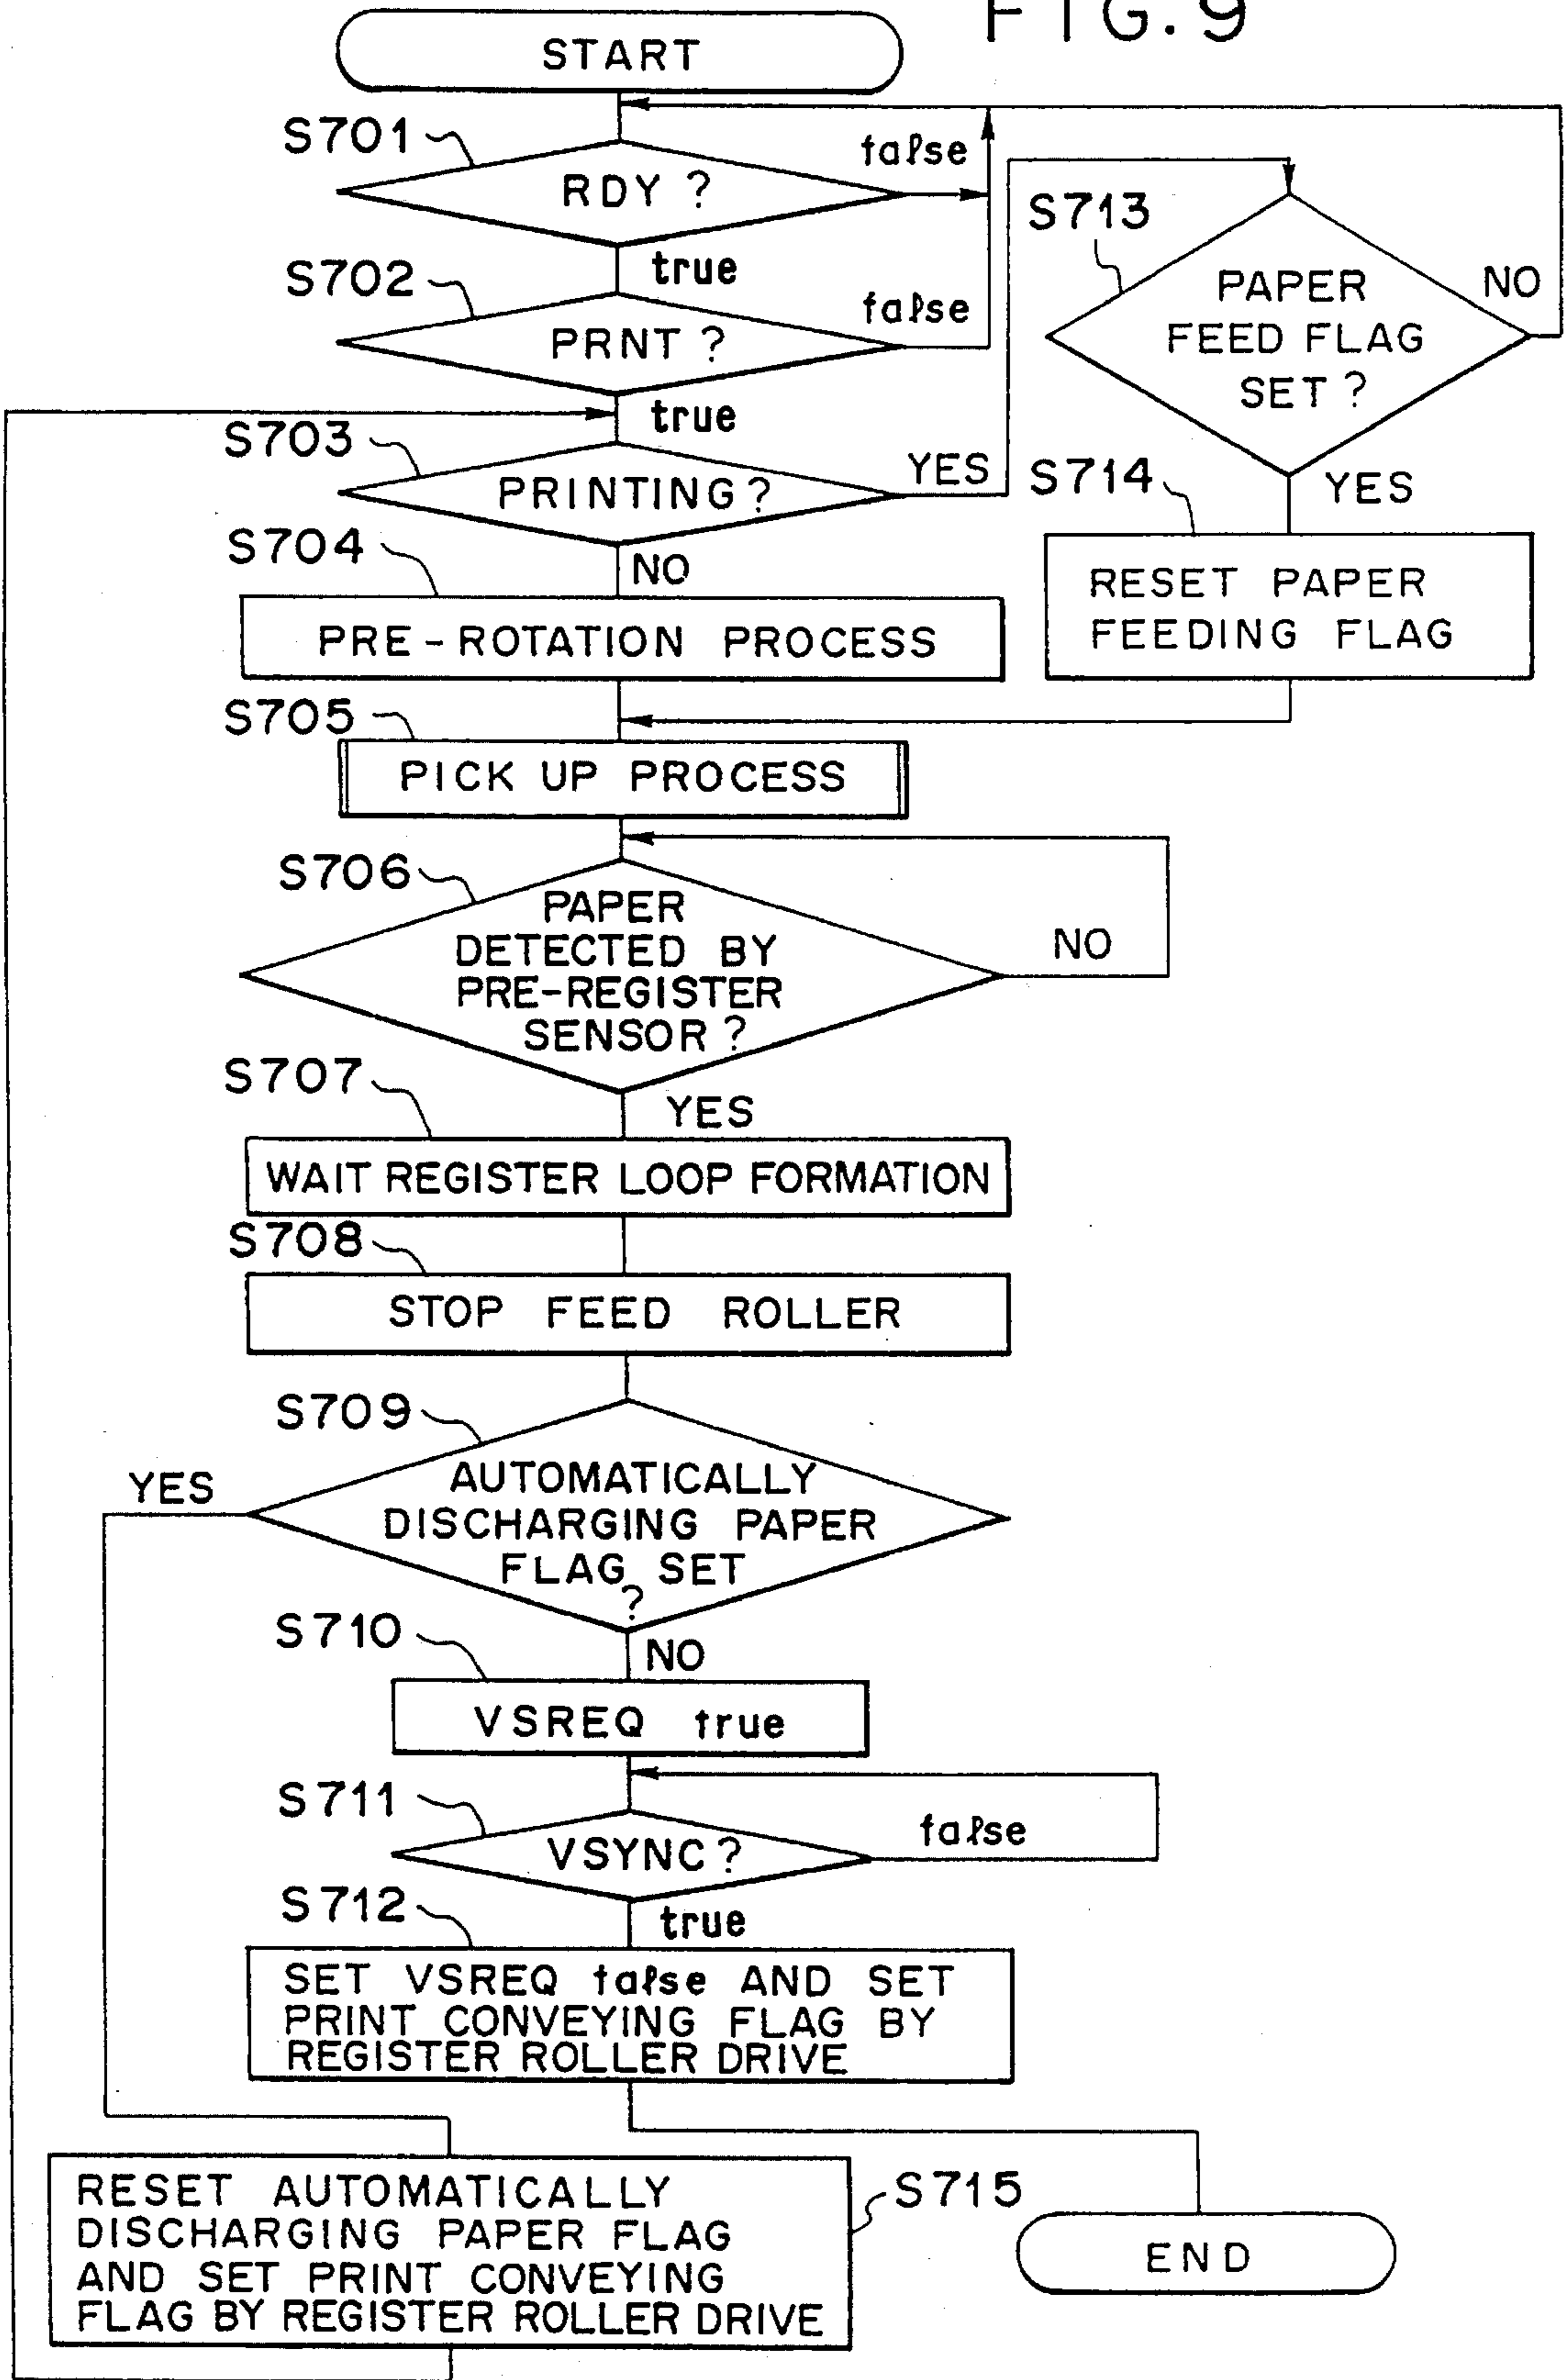 FIG. 9
START
S701
RDY ?
false
true
S702
PRNT ?
false
true
S703
PRINTING ?
YES
NO
S713
PAPER
FEED FLAG
SET ?
NO
YES
S714
RESET PAPER
FEEDING FLAG
S704
PRE-ROTATION PROCESS
S705
PICK UP PROCESS
S706
PAPER
DETECTED BY
PRE-REGISTER
SENSOR ?
NO
YES
S707
WAIT REGISTER LOOP FORMATION
S708
STOP FEED ROLLER
S709
AUTOMATICALLY
DISCHARGING PAPER
FLAG SET
?
YES
NO
S710
VSREQ true
S711
VSYNC ?
false
true
S712
SET VSREQ false AND SET
PRINT CONVEYING FLAG BY
REGISTER ROLLER DRIVE
S715
RESET AUTOMATICALLY
DISCHARGING PAPER FLAG
AND SET PRINT CONVEYING
FLAG BY REGISTER ROLLER DRIVE
END